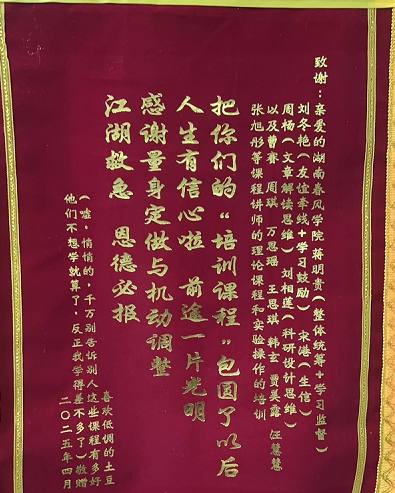 致谢：亲爱的湖南春风学院蒋明贵（整体统筹+学习监督）
刘冬艳（友谊牵线+学习鼓励）　宋港（生信）
周杨（文章解读思维）刘相莲（科研设计思维）
以及曹赛　周琪　万思瑶　王思琪　韩玄　贾昊霖　汪慧慧
张旭彤等课程讲师的理论课程和实验操作的培训
把你们的“培训课程”包圆了以后
人生有信心啦　前途一片光明
感谢量身定做与机动调整
江湖救急　恩德必报
喜欢低调的土豆
（嘘，悄悄的，千万别告诉别人这些课程有多好
他们不想学就算了，反正我学得差不多了）敬赠
二〇二五年四月